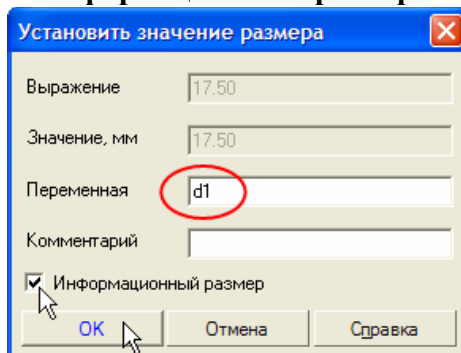 Установить значение размера
Выражение 17.50
Значение, мм 17.50
Переменная d1
Комментарий
Информационный размер
OK Отмена Справка